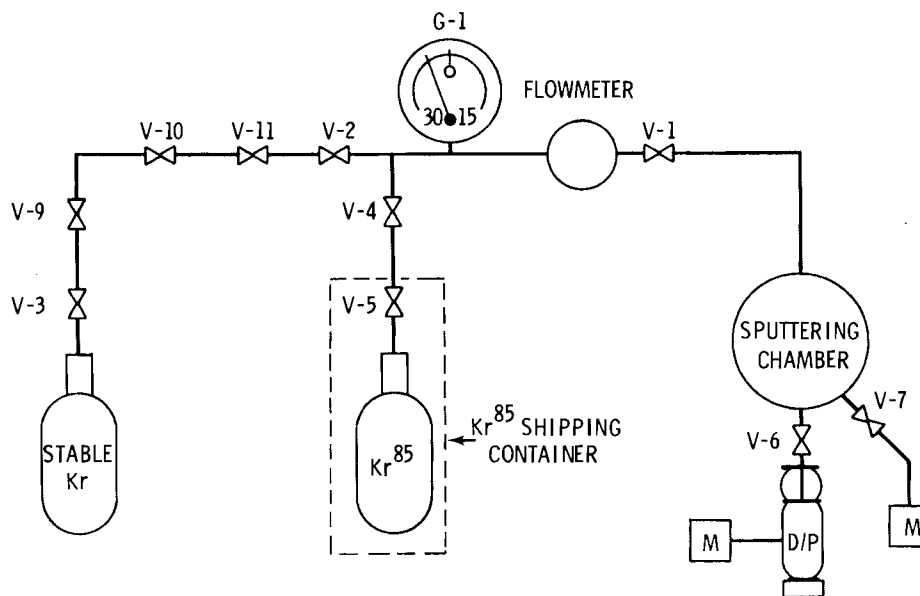 G-1
30 15
FLOWMETER
V-10
V-11
V-2
V-1
V-9
V-4
V-3
V-5
SPUTTERING
CHAMBER
V-7
Kr85 SHIPPING
CONTAINER
V-6
STABLE
Kr
Kr85
M
D/P
M